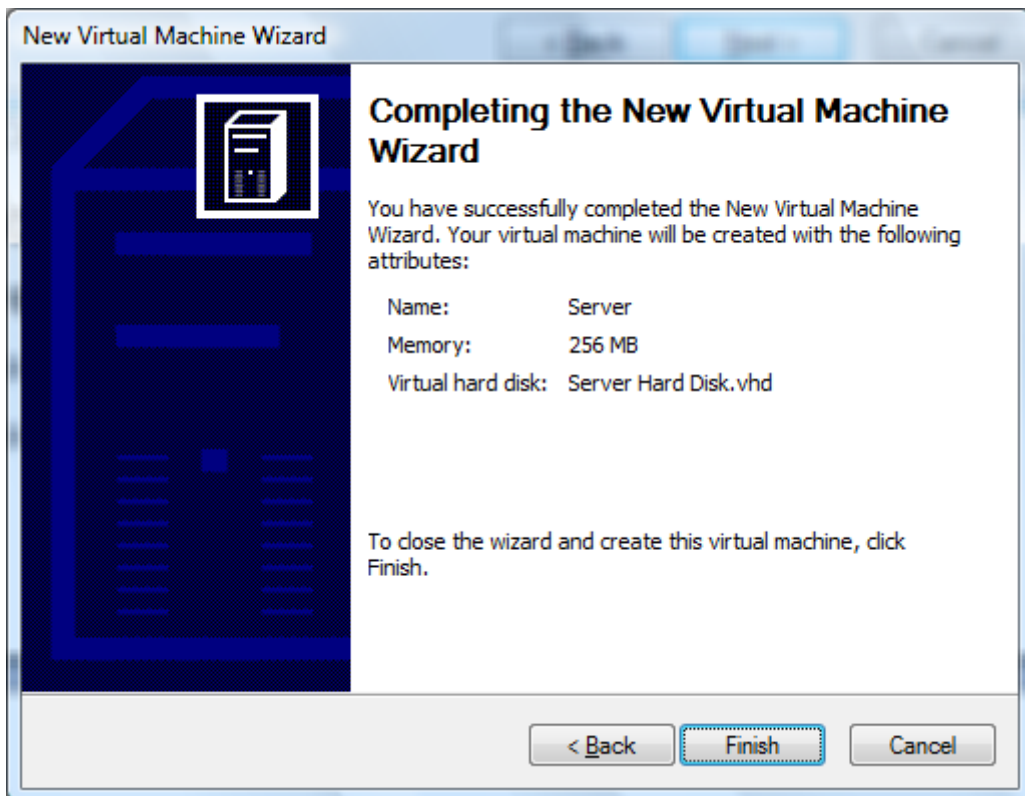 New Virtual Machine Wizard
Completing the New Virtual Machine
Wizard
You have successfully completed the New Virtual Machine
Wizard. Your virtual machine will be created with the following
attributes:
Name: Server
Memory: 256 MB
Virtual hard disk: Server Hard Disk.vhd
To close the wizard and create this virtual machine, click
Finish.
< Back Finish Cancel